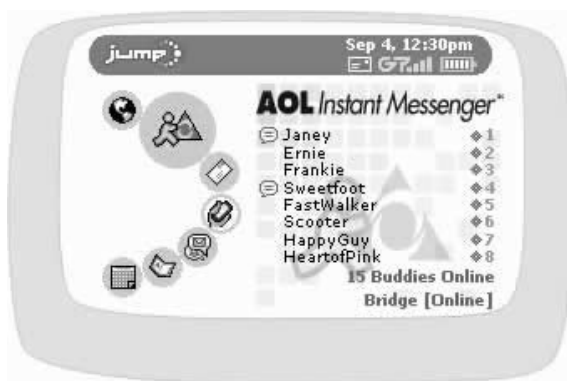 jump
Sep 4, 12:30pm
G7
AOL Instant Messenger
Janey 1
Ernie 2
Frankie 3
Sweetfoot 4
FastWalker 5
Scooter 6
HappyGuy 7
HeartofPink 8
15 Buddies Online
Bridge [Online]